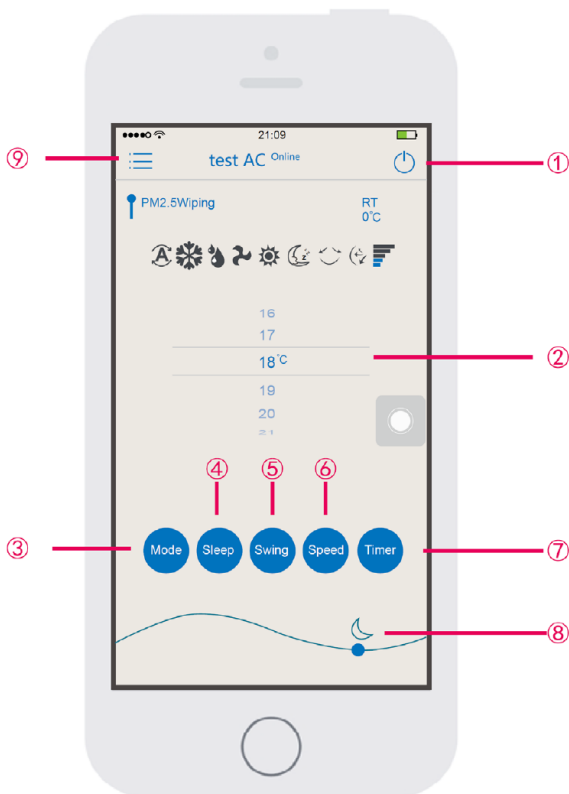 21:09
⑨
test AC Online
①
PM2.5Wiping
RT
0°C
A
16
17
18°C
②
19
20
21
④ ⑤ ⑥
③
Mode Sleep Swing Speed Timer
⑦
⑧